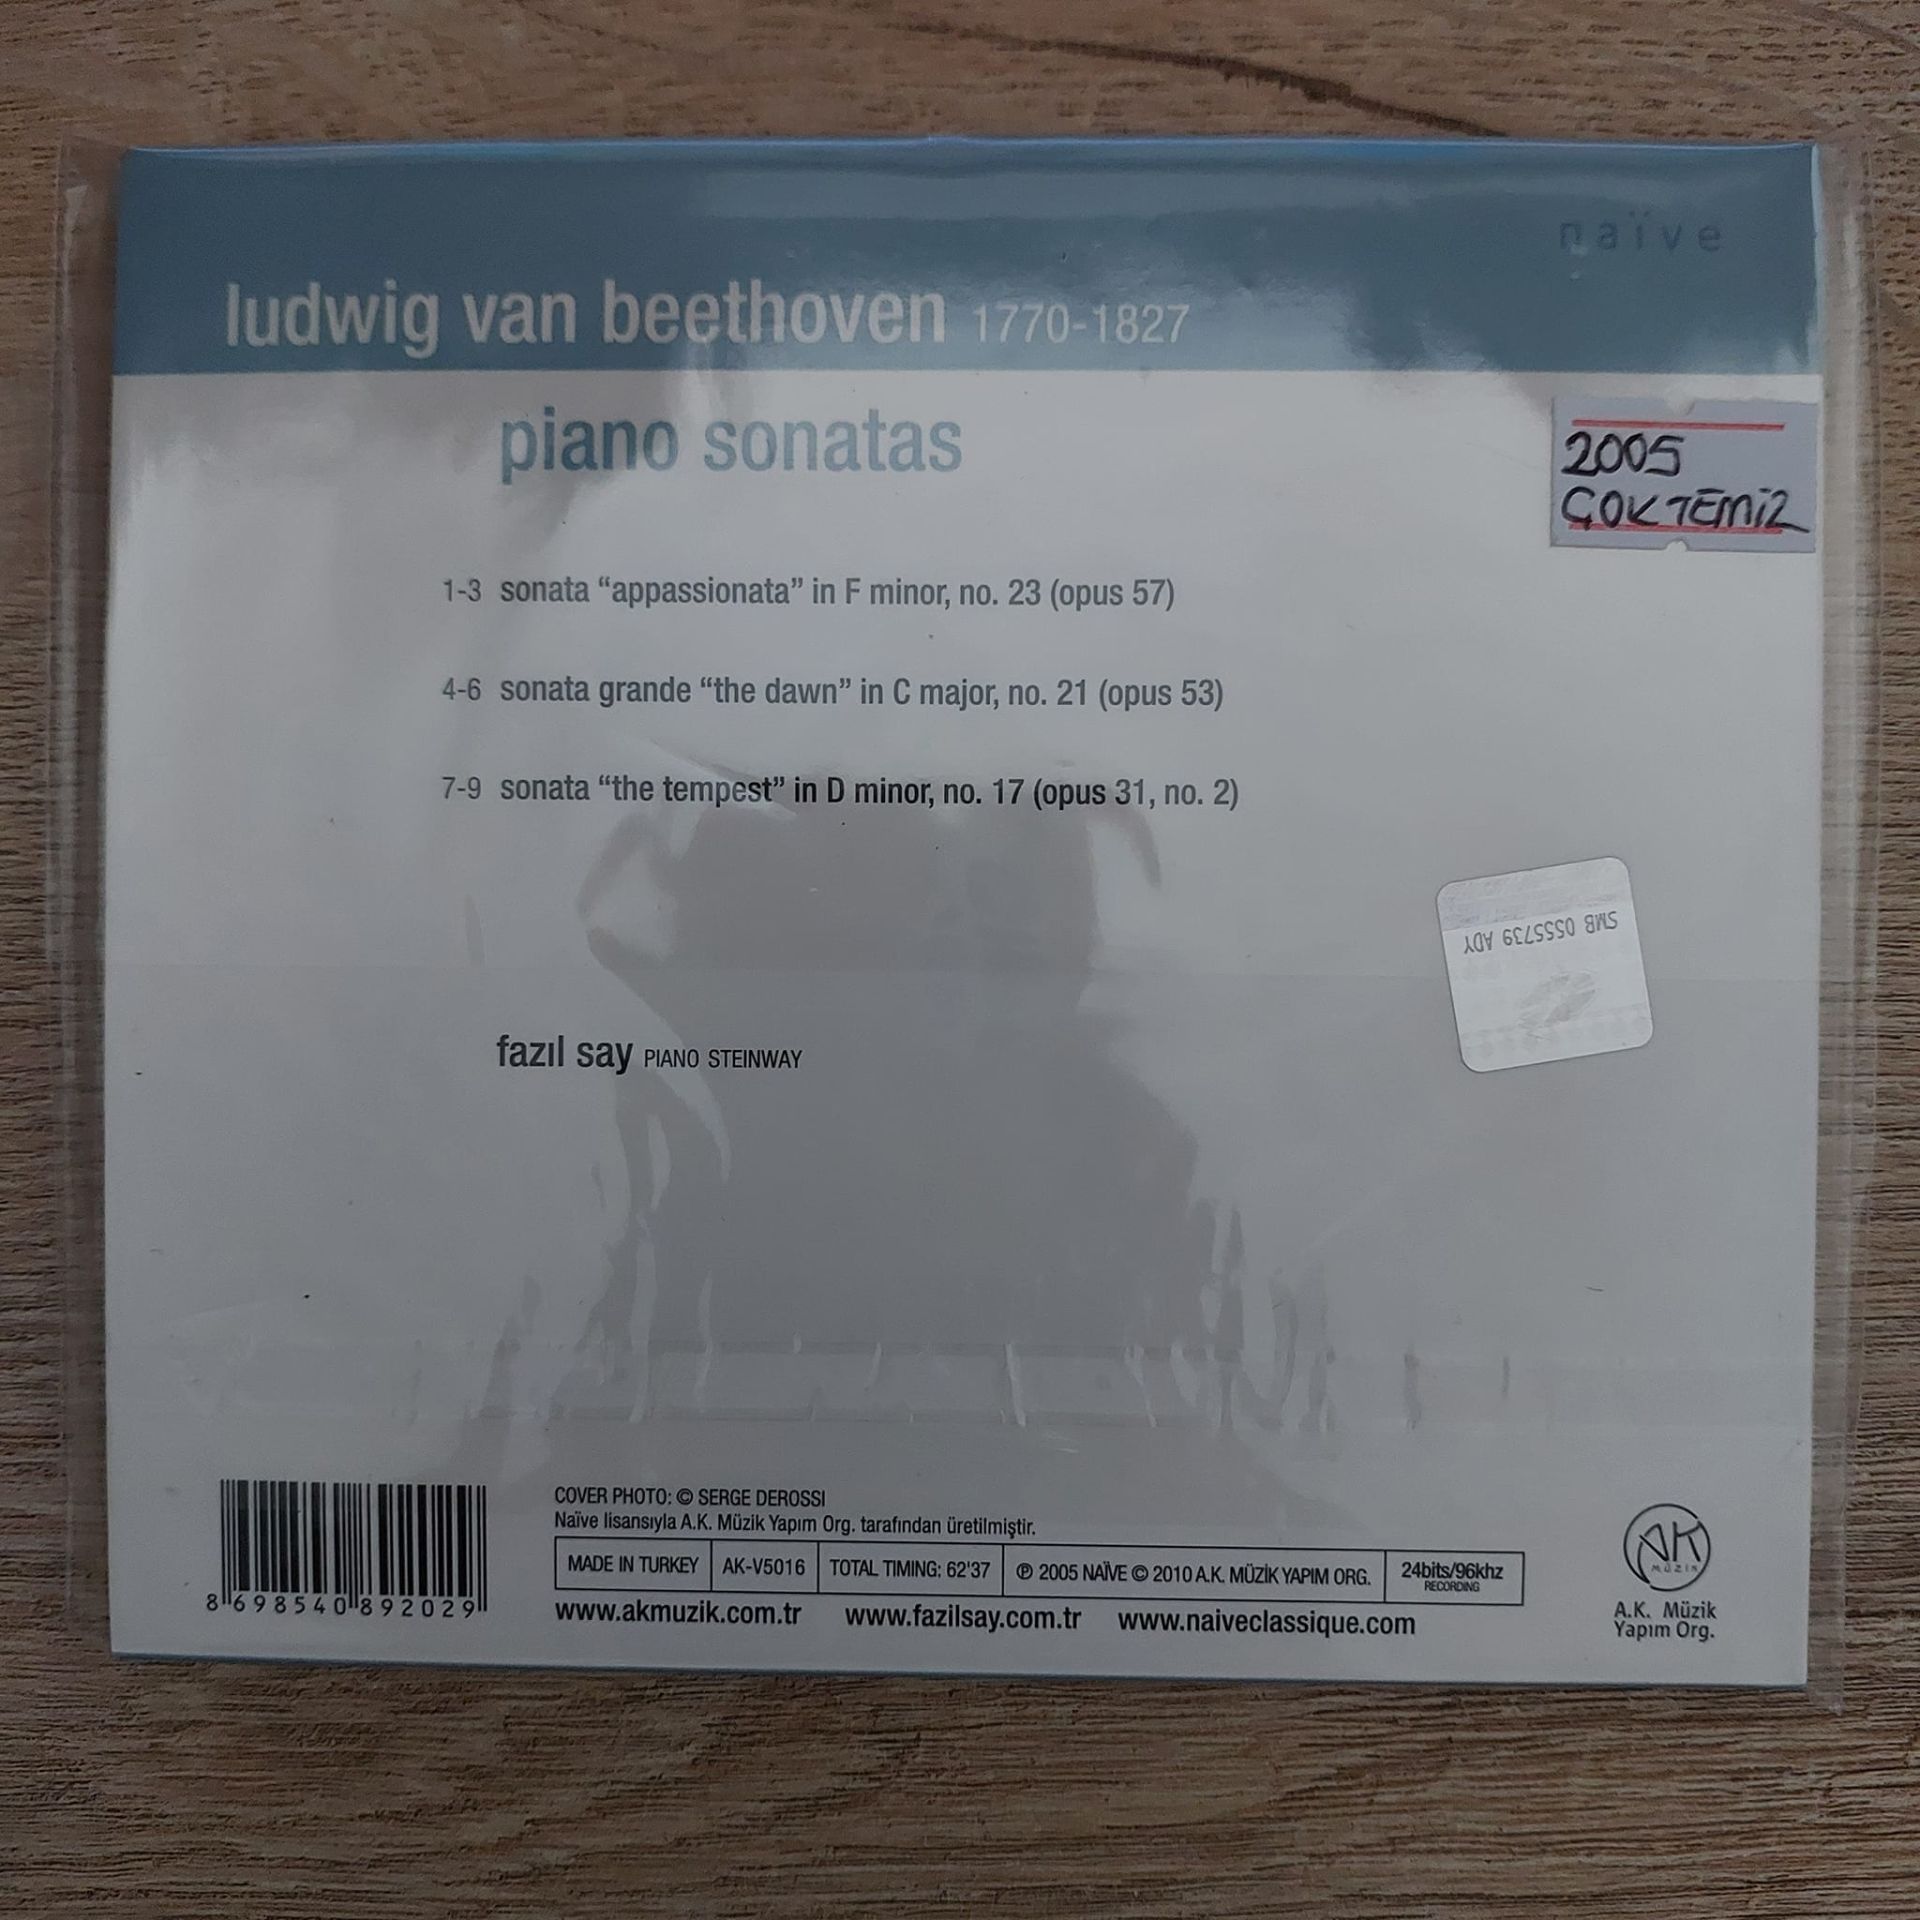 naïve
ludwig van beethoven 1770-1827
piano sonatas
2005
ÇOK TEMİZ
1-3 sonata “appassionata” in F minor, no. 23 (opus 57)
4-6 sonata grande “the dawn” in C major, no. 21 (opus 53)
7-9 sonata “the tempest” in D minor, no. 17 (opus 31, no. 2)
SMB 0555739 ADY
fazıl say PIANO STEINWAY
COVER PHOTO: © SERGE DEROSSI
Naïve lisansıyla A.K. Müzik Yapım Org. tarafından üretilmiştir.
MADE IN TURKEY AK-V5016 TOTAL TIMING: 62'37 ℗ 2005 NAÏVE © 2010 A.K. MÜZİK YAPIM ORG. 24bits/96khz
RECORDING
8 698540 892029
www.akmuzik.com.tr www.fazilsay.com.tr www.naiveclassique.com
AK
müzik
A.K. Müzik
Yapım Org.